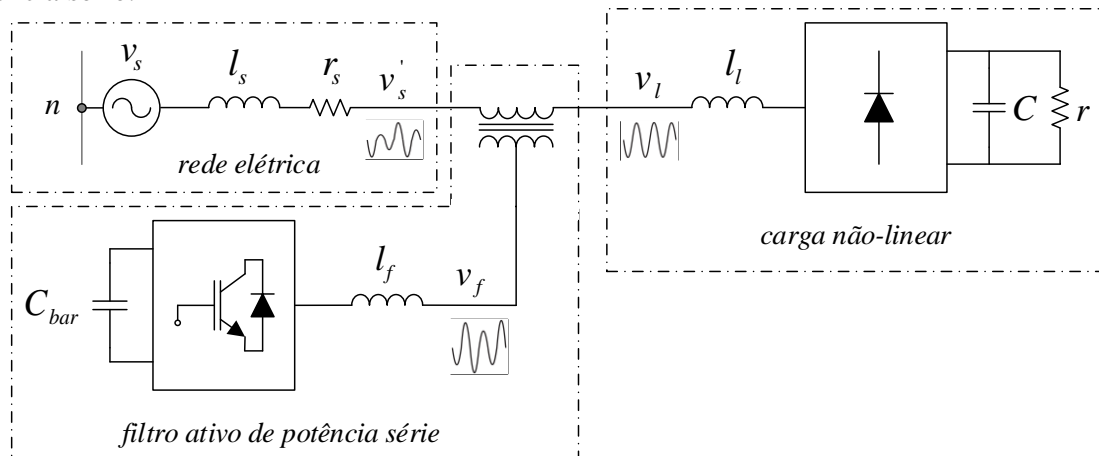 v_s
l_s
r_s
v_s'
n
rede elétrica
v_l
l_l
C
r
carga não-linear
C_bar
l_f
v_f
filtro ativo de potência série